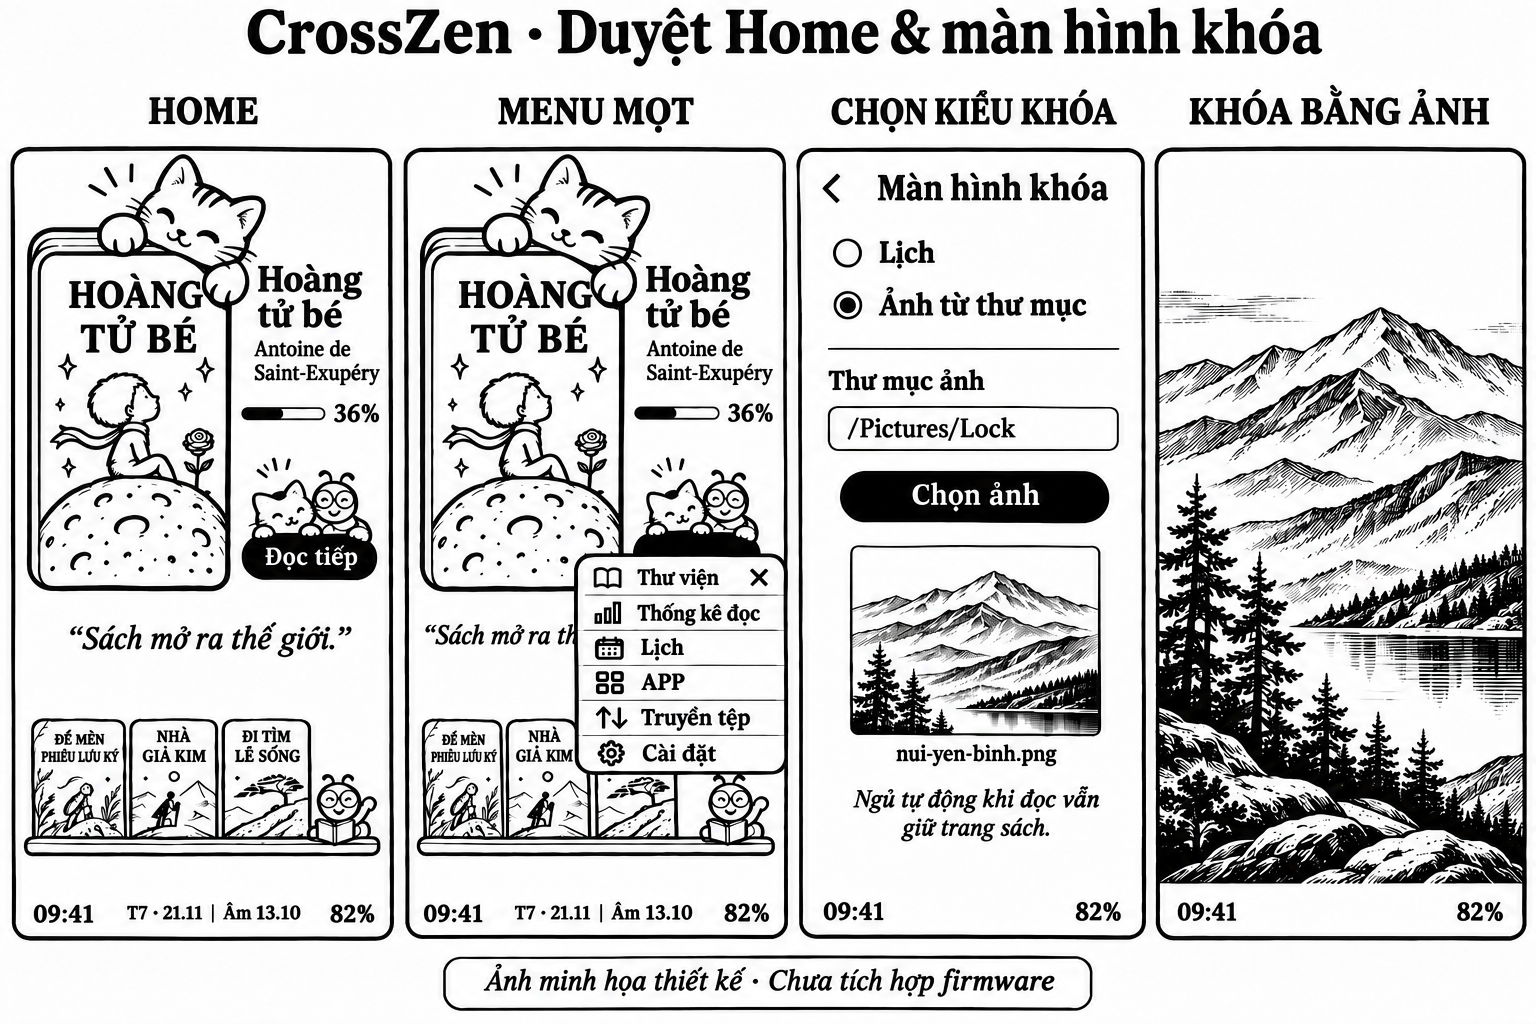 CrossZen · Duyệt Home & màn hình khóa
HOME
HOÀNG
TỬ BÉ
Hoàng
tử bé
Antoine de
Saint-Exupéry
36%
Đọc tiếp
“Sách mở ra thế giới.”
DẾ MÈN
PHIÊU LƯU KÝ
NHÀ
GIẢ KIM
ĐI TÌM
LẼ SỐNG
09:41
T7 · 21.11 | Âm 13.10
82%
MENU MỌT
HOÀNG
TỬ BÉ
Hoàng
tử bé
Antoine de
Saint-Exupéry
36%
Thư viện
Thống kê đọc
Lịch
APP
Truyền tệp
Cài đặt
“Sách mở ra th
DẾ MÈN
PHIÊU LƯU KÝ
NHÀ
GIẢ KIM
09:41
T7 · 21.11 | Âm 13.10
82%
CHỌN KIỂU KHÓA
Màn hình khóa
Lịch
Ảnh từ thư mục
Thư mục ảnh
/Pictures/Lock
Chọn ảnh
nui-yen-binh.png
Ngủ tự động khi đọc vẫn
giữ trang sách.
09:41
82%
KHÓA BẰNG ẢNH
09:41
82%
Ảnh minh họa thiết kế · Chưa tích hợp firmware